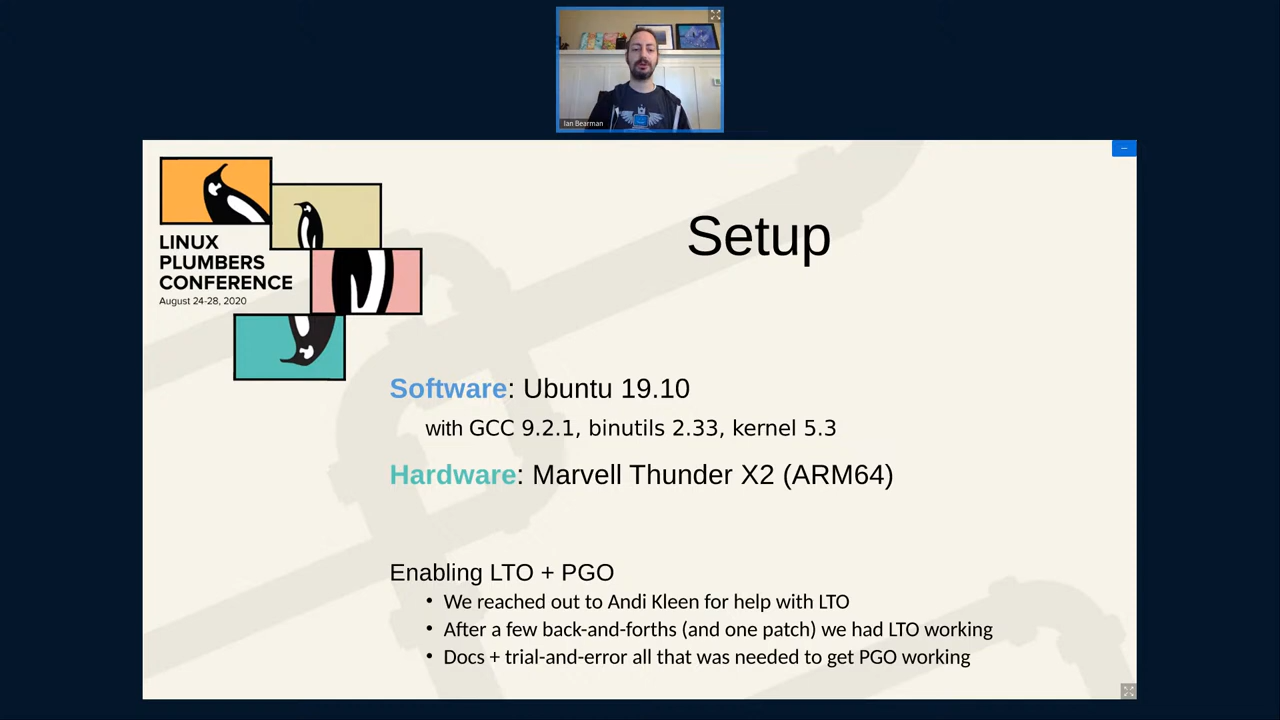 Ian Bearman
LINUX
PLUMBERS
CONFERENCE
August 24-28, 2020
Setup
Software: Ubuntu 19.10
with GCC 9.2.1, binutils 2.33, kernel 5.3
Hardware: Marvell Thunder X2 (ARM64)
Enabling LTO + PGO
• We reached out to Andi Kleen for help with LTO
• After a few back-and-forths (and one patch) we had LTO working
• Docs + trial-and-error all that was needed to get PGO working